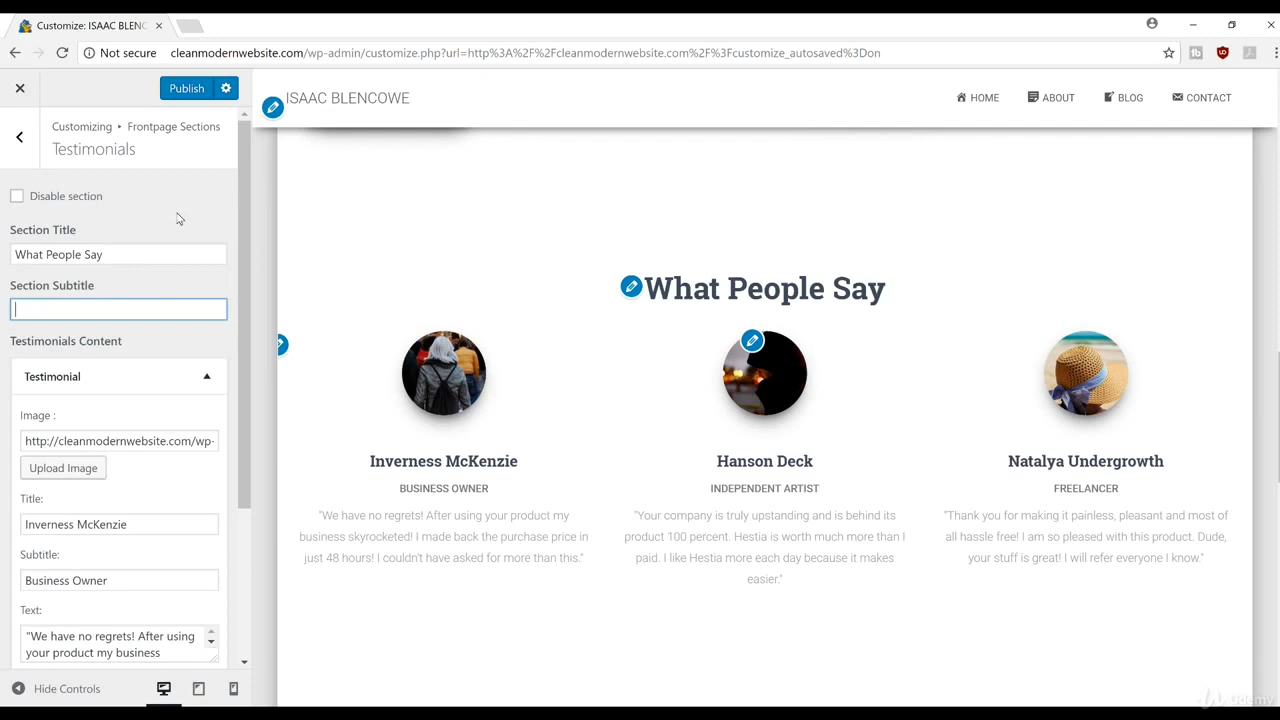 Customize: ISAAC BLENC
Not secure
cleanmodernwebsite.com/wp-admin/customize.php?url=http%3A%2F%2Fcleanmodernwebsite.com%2F%3Fcustomize_autosaved%3Don
Publish
Customizing ▸ Frontpage Sections
Testimonials
Disable section
Section Title
What People Say
Section Subtitle
Testimonials Content
Testimonial
Image :
http://cleanmodernwebsite.com/wp-
Upload Image
Title:
Inverness McKenzie
Subtitle:
Business Owner
Text:
"We have no regrets! After using
your product my business
Hide Controls
ISAAC BLENCOWE
HOME
ABOUT
BLOG
CONTACT
What People Say
Inverness McKenzie
BUSINESS OWNER
"We have no regrets! After using your product my
business skyrocketed! I made back the purchase price in
just 48 hours! I couldn't have asked for more than this."
Hanson Deck
INDEPENDENT ARTIST
"Your company is truly upstanding and is behind its
product 100 percent. Hestia is worth much more than I
paid. I like Hestia more each day because it makes
easier."
Natalya Undergrowth
FREELANCER
"Thank you for making it painless, pleasant and most of
all hassle free! I am so pleased with this product. Dude,
your stuff is great! I will refer everyone I know."
Udemy